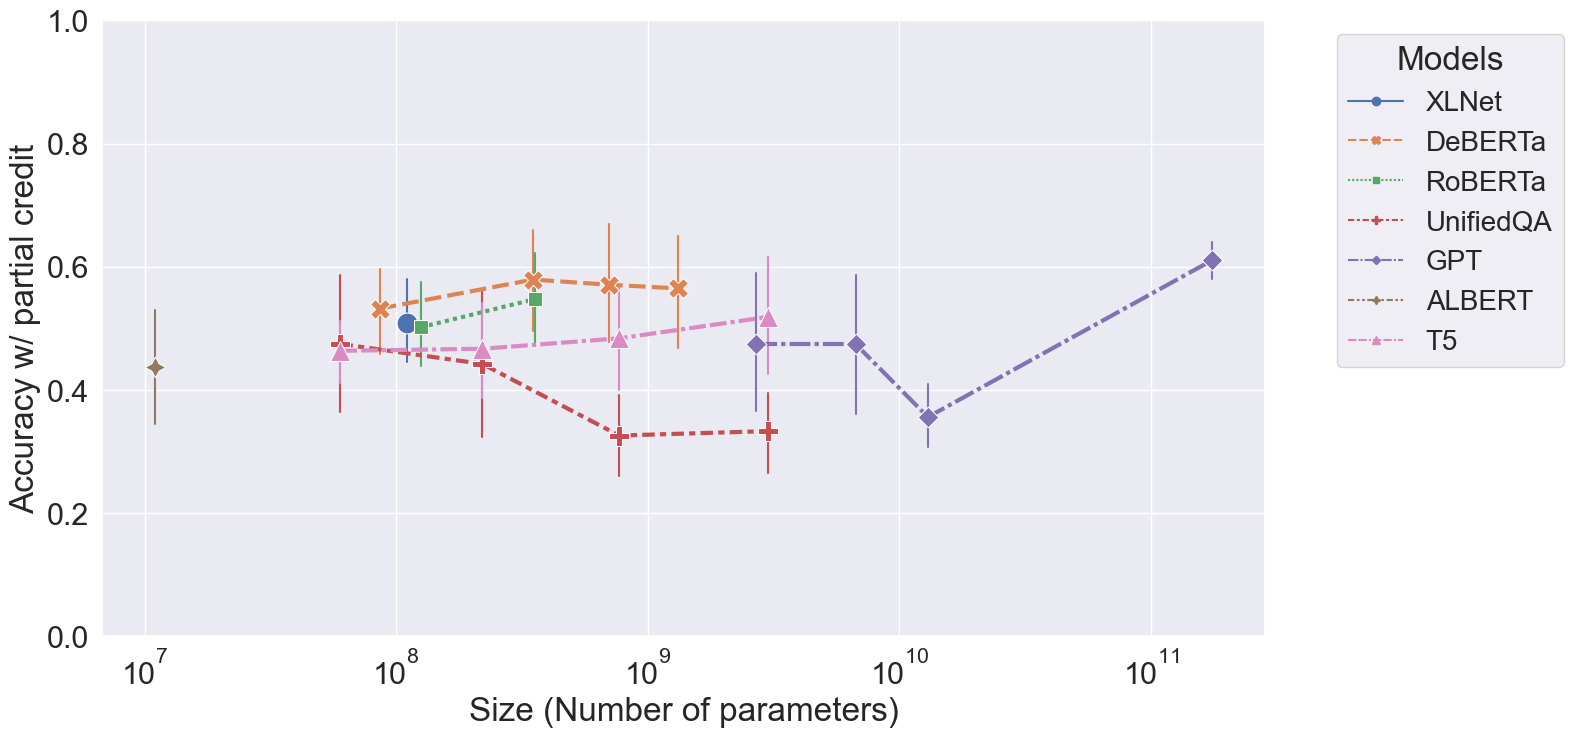 1.0
0.8
0.6
0.4
0.2
0.0
Accuracy w/ partial credit
10^7
10^8
10^9
10^10
10^11
Size (Number of parameters)
Models
XLNet
DeBERTa
RoBERTa
UnifiedQA
GPT
ALBERT
T5